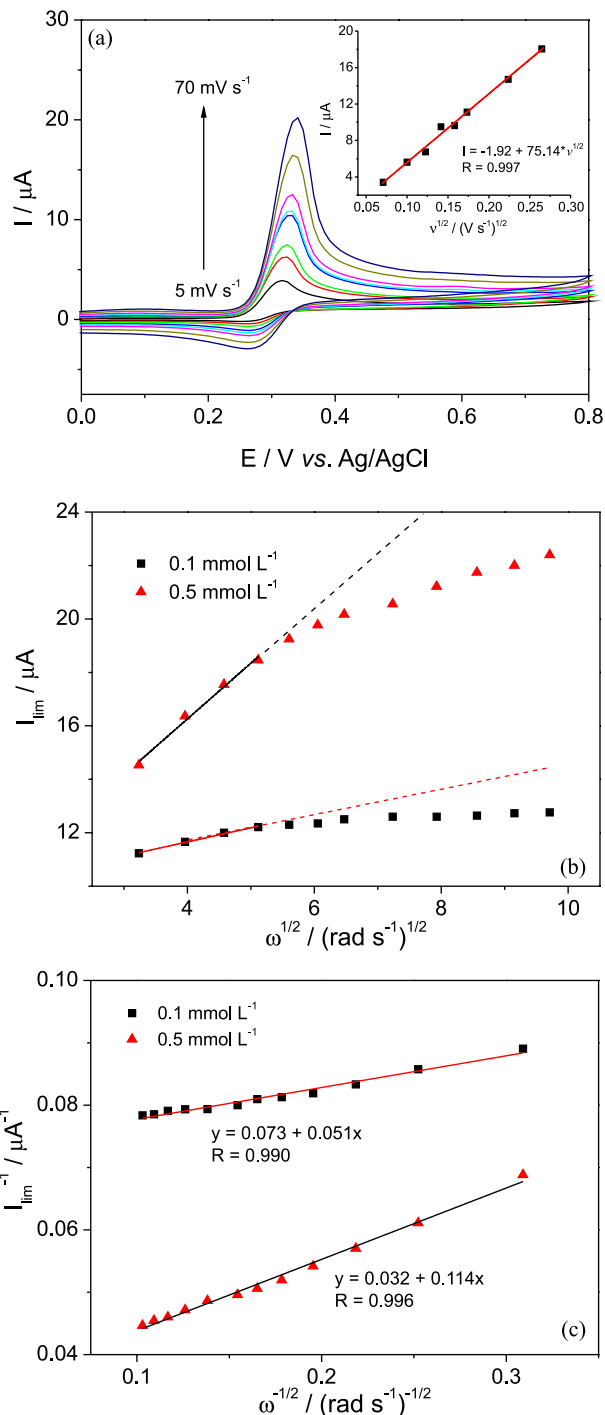 (a)
I / μA
30
20
10
0
70 mV s⁻¹
5 mV s⁻¹
0.0 0.2 0.4 0.6 0.8
E / V vs. Ag/AgCl
I / μA
20
16
12
8
4
I = -1.92 + 75.14* ν^1/2
R = 0.997
0.05 0.10 0.15 0.20 0.25 0.30
ν^1/2 / (V s⁻¹)^1/2
I_lim / μA
24
20
16
12
0.1 mmol L⁻¹
0.5 mmol L⁻¹
(b)
4 6 8 10
ω^1/2 / (rad s⁻¹)^1/2
I_lim⁻¹ / μA⁻¹
0.10
0.08
0.06
0.04
0.1 mmol L⁻¹
0.5 mmol L⁻¹
y = 0.073 + 0.051x
R = 0.990
y = 0.032 + 0.114x
R = 0.996
(c)
0.1 0.2 0.3
ω^-1/2 / (rad s⁻¹)^-1/2